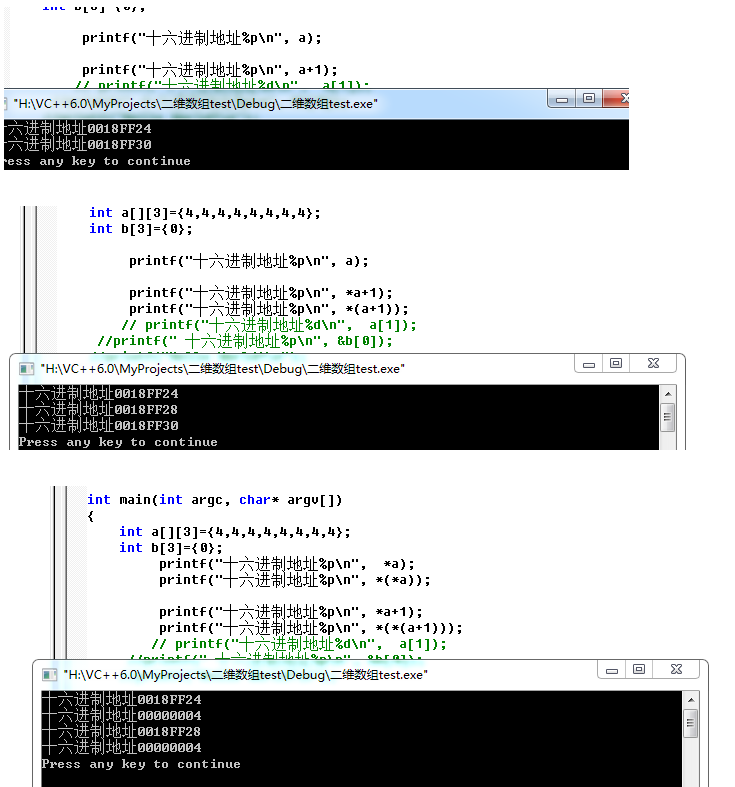 int b[3]={0};
printf("十六进制地址%p\n", a);
printf("十六进制地址%p\n", a+1);
// printf("十六进制地址%d\n", a[1]);
"H:\VC++6.0\MyProjects\二维数组test\Debug\二维数组test.exe"
六进制地址0018FF24
六进制地址0018FF30
ress any key to continue
int a[][3]={4,4,4,4,4,4,4,4};
int b[3]={0};
printf("十六进制地址%p\n", a);
printf("十六进制地址%p\n", *a+1);
printf("十六进制地址%p\n", *(a+1));
// printf("十六进制地址%d\n", a[1]);
//printf(" 十六进制地址%p\n", &b[0]);
"H:\VC++6.0\MyProjects\二维数组test\Debug\二维数组test.exe"
十六进制地址0018FF24
十六进制地址0018FF28
十六进制地址0018FF30
Press any key to continue
int main(int argc, char* argv[])
{
int a[][3]={4,4,4,4,4,4,4,4};
int b[3]={0};
printf("十六进制地址%p\n", *a);
printf("十六进制地址%p\n", *(*a));
printf("十六进制地址%p\n", *a+1);
printf("十六进制地址%p\n", *(*(a+1)));
// printf("十六进制地址%d\n", a[1]);
//printf(" 十六进制地址%p\n", &b[0]);
"H:\VC++6.0\MyProjects\二维数组test\Debug\二维数组test.exe"
十六进制地址0018FF24
十六进制地址00000004
十六进制地址0018FF28
十六进制地址00000004
Press any key to continue